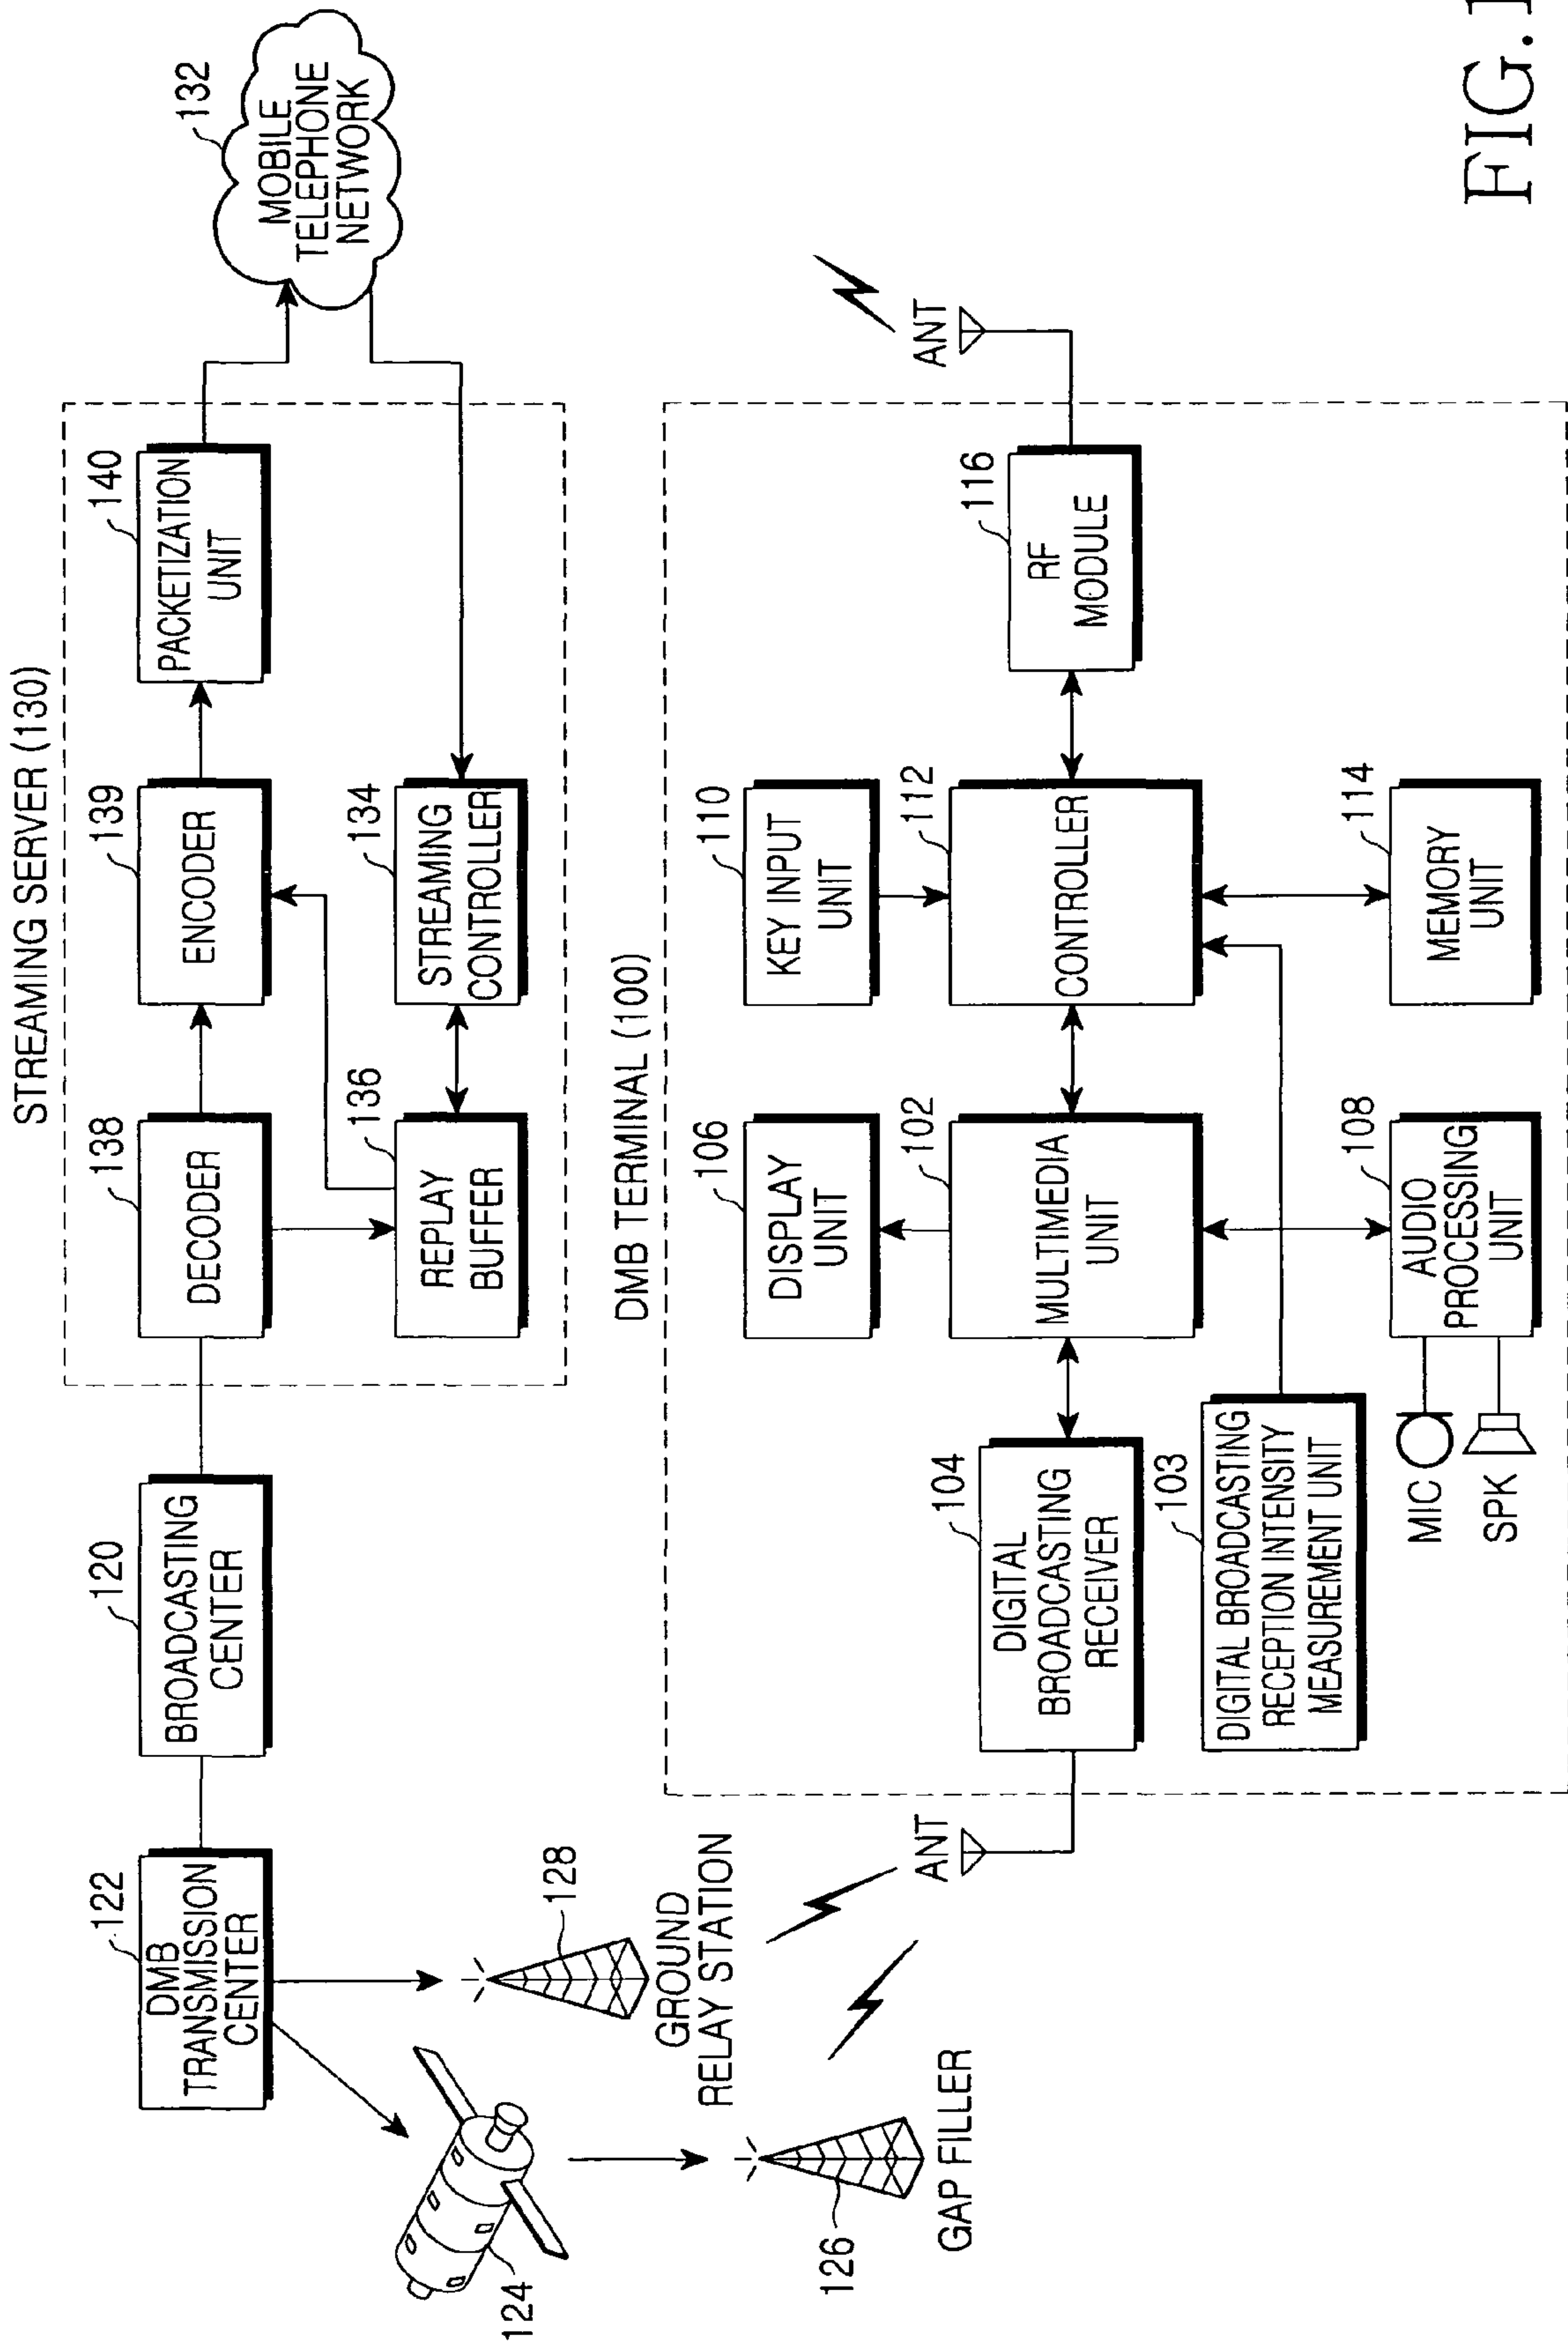 STREAMING SERVER (130)
122
DMB
TRANSMISSION
CENTER
120
BROADCASTING
CENTER
138
DECODER
139
ENCODER
140
PACKETIZATION
UNIT
132
MOBILE
TELEPHONE
NETWORK
136
REPLAY
BUFFER
134
STREAMING
CONTROLLER
124
128
GROUND
RELAY STATION
126
GAP FILLER
DMB TERMINAL (100)
106
DISPLAY
UNIT
110
KEY INPUT
UNIT
ANT
104
DIGITAL
BROADCASTING
RECEIVER
102
MULTIMEDIA
UNIT
112
CONTROLLER
116
RF
MODULE
ANT
103
DIGITAL BROADCASTING
RECEPTION INTENSITY
MEASUREMENT UNIT
MIC
SPK
108
AUDIO
PROCESSING
UNIT
114
MEMORY
UNIT
FIG.1